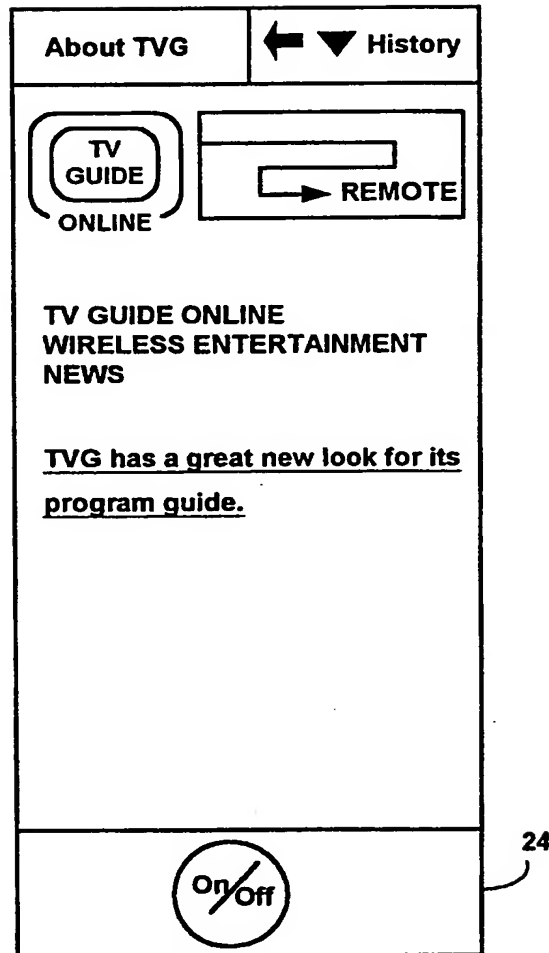 About TVG
History
TV
GUIDE
ONLINE
REMOTE
TV GUIDE ONLINE
WIRELESS ENTERTAINMENT
NEWS
TVG has a great new look for its
program guide.
24
On/Off